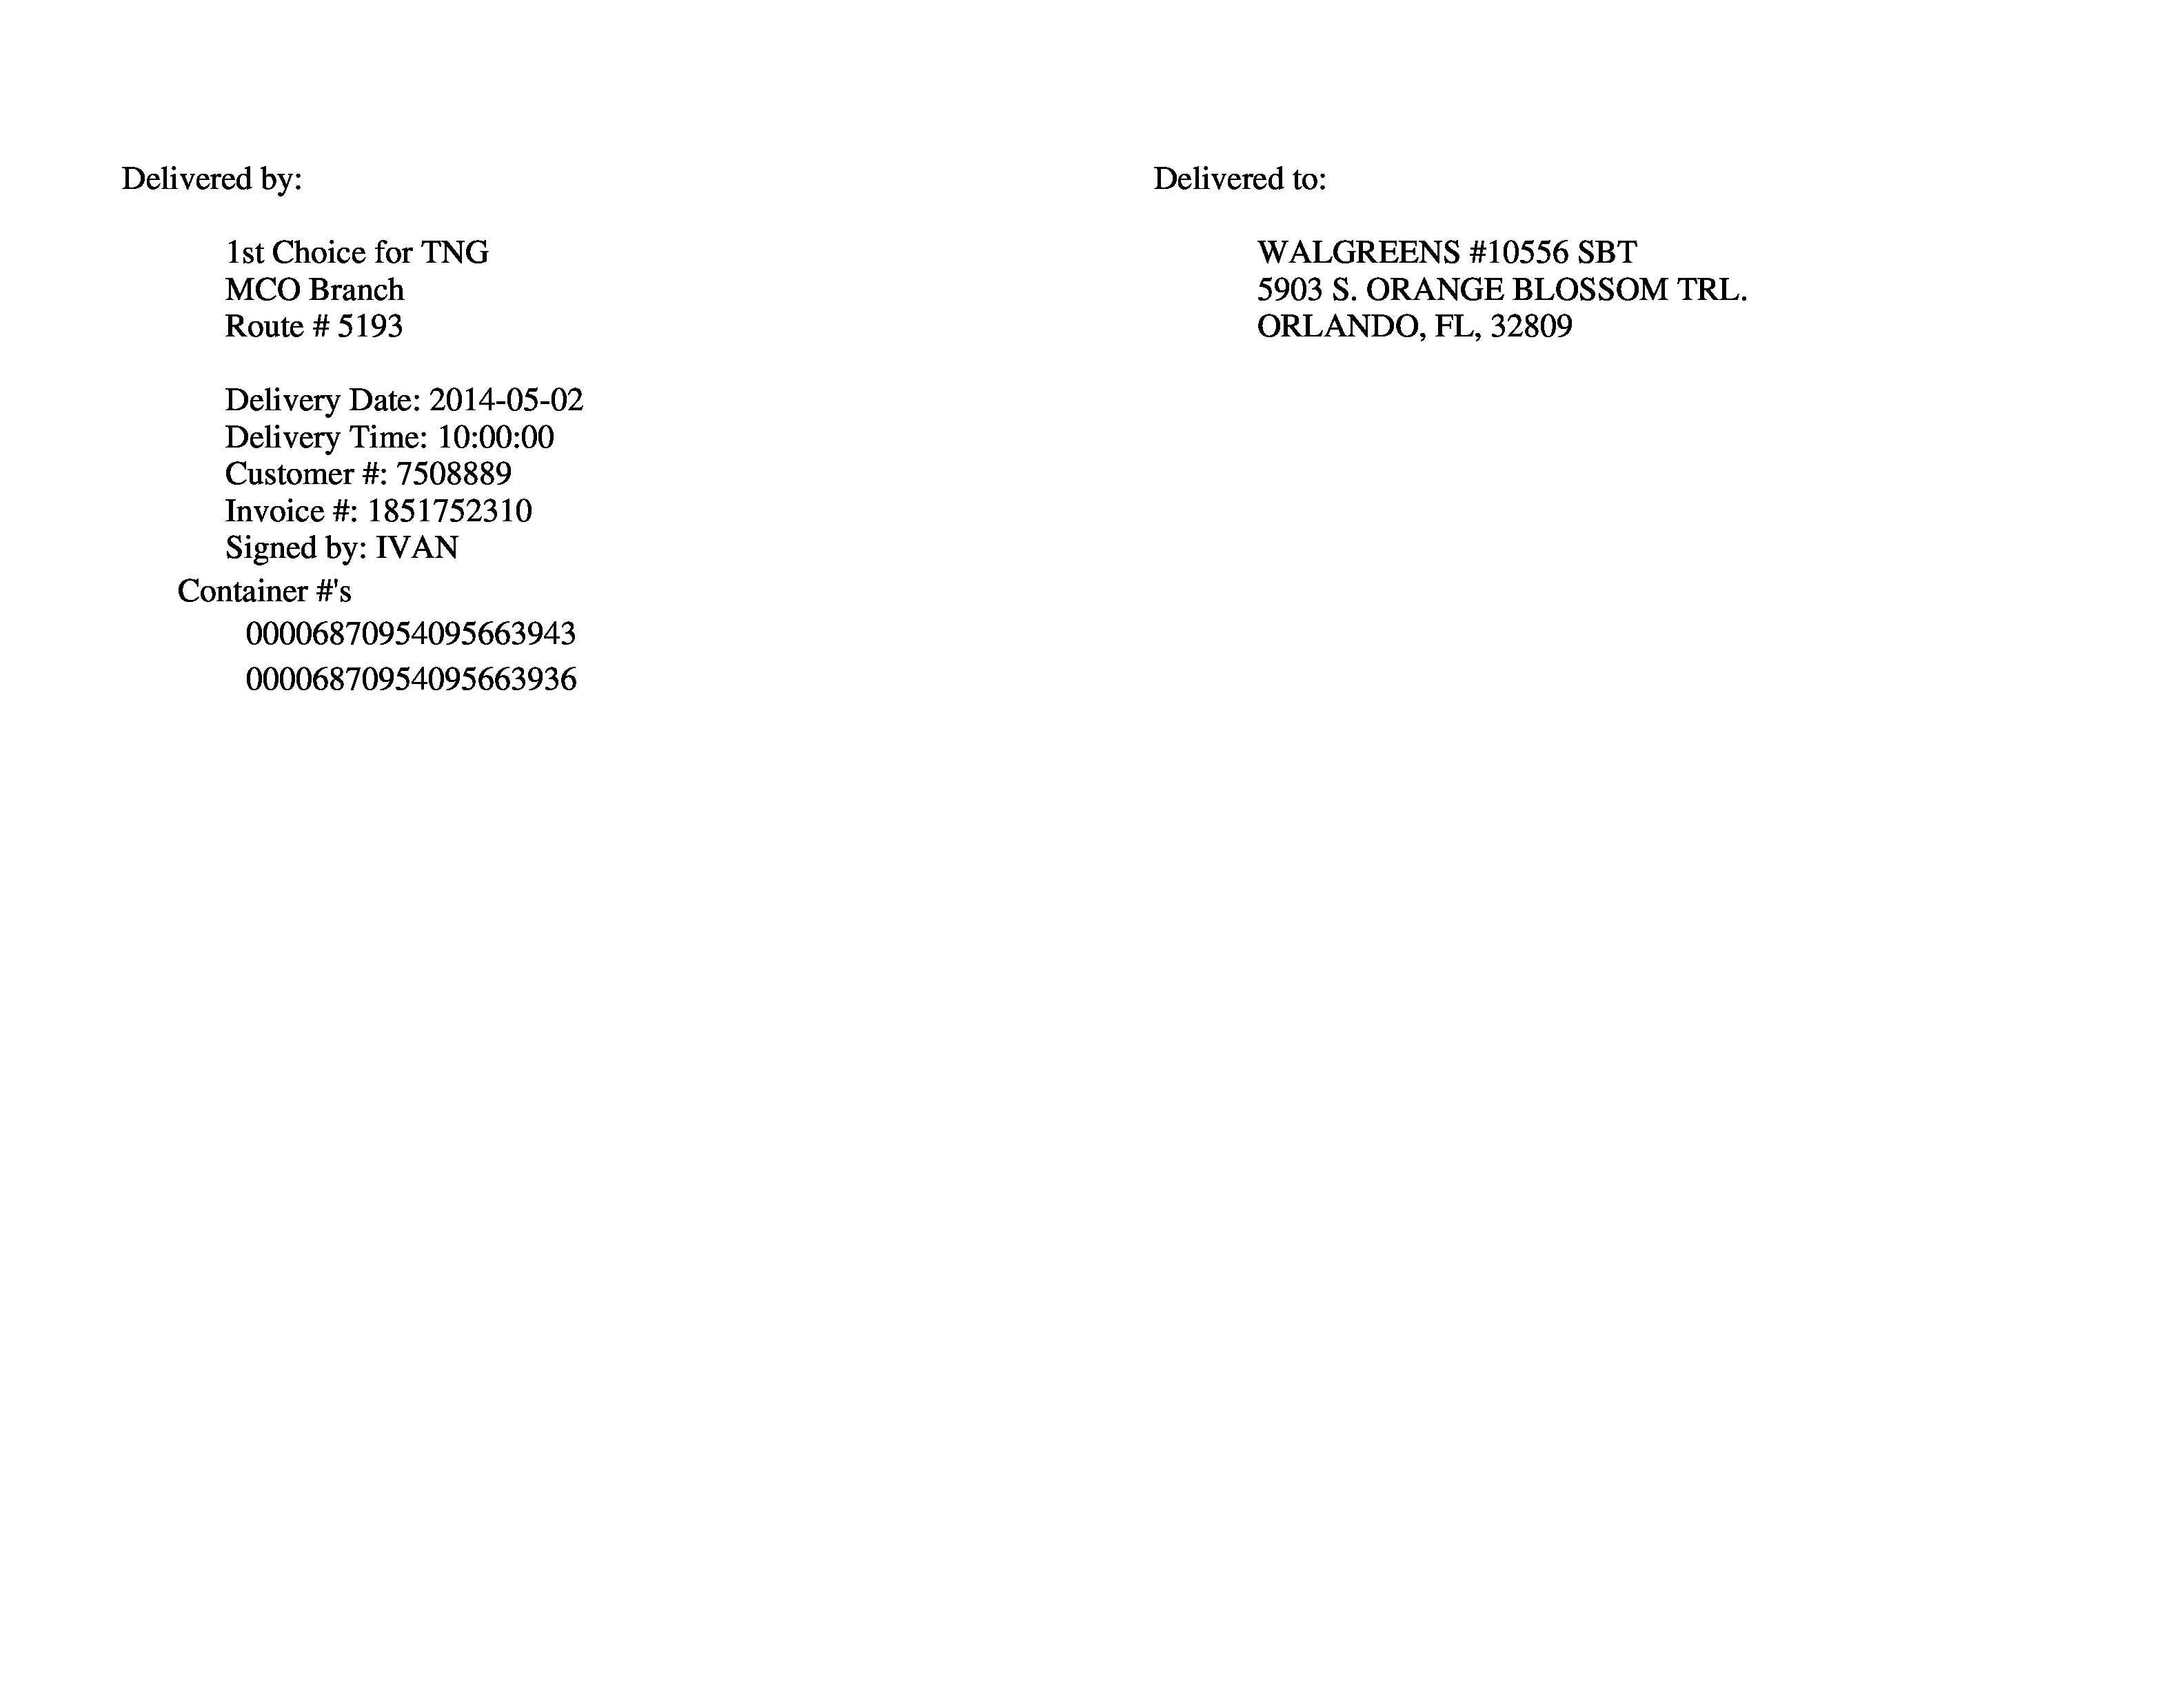 Delivered by:
1st Choice for TNG
MCO Branch
Route # 5193
Delivery Date: 2014-05-02
Delivery Time: 10:00:00
Customer #: 7508889
Invoice #: 1851752310
Signed by: IVAN
Container #'s
00006870954095663943
00006870954095663936
Delivered to:
WALGREENS #10556 SBT
5903 S. ORANGE BLOSSOM TRL.
ORLANDO, FL, 32809